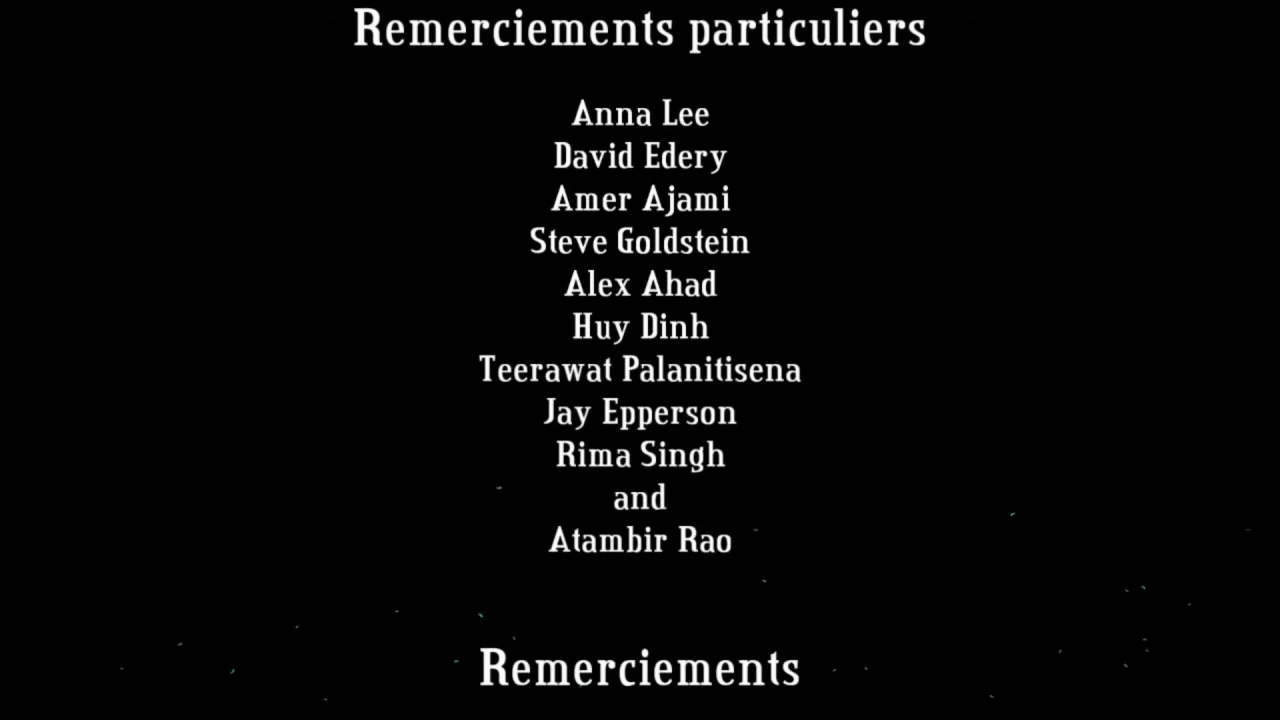 Remerciements particuliers
Anna Lee
David Edery
Amer Ajami
Steve Goldstein
Alex Ahad
Huy Dinh
Teerawat Palanitisena
Jay Epperson
Rima Singh
and
Atambir Rao
Remerciements